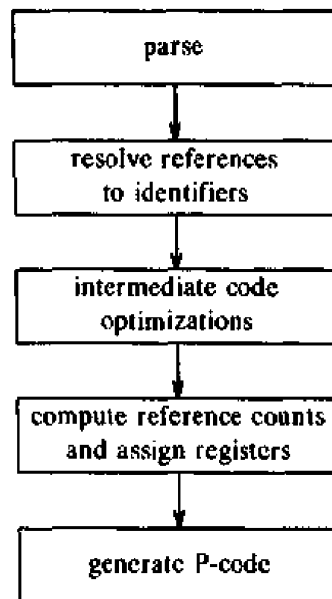 parse
resolve references
to identifiers
intermediate code
optimizations
compute reference counts
and assign registers
generate P-code